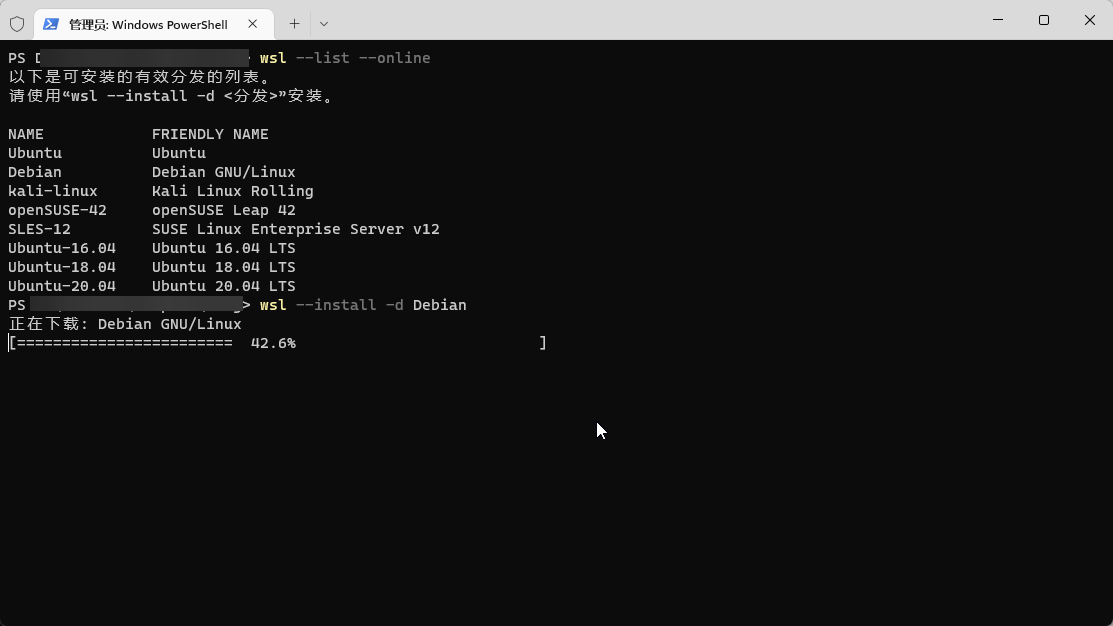 管理员: Windows PowerShell
PS D > wsl --list --online
以下是可安装的有效分发的列表。
请使用“wsl --install -d <分发>”安装。
NAME FRIENDLY NAME
Ubuntu Ubuntu
Debian Debian GNU/Linux
kali-linux Kali Linux Rolling
openSUSE-42 openSUSE Leap 42
SLES-12 SUSE Linux Enterprise Server v12
Ubuntu-16.04 Ubuntu 16.04 LTS
Ubuntu-18.04 Ubuntu 18.04 LTS
Ubuntu-20.04 Ubuntu 20.04 LTS
PS > wsl --install -d Debian
正在下载: Debian GNU/Linux
[======================== 42.6% ]